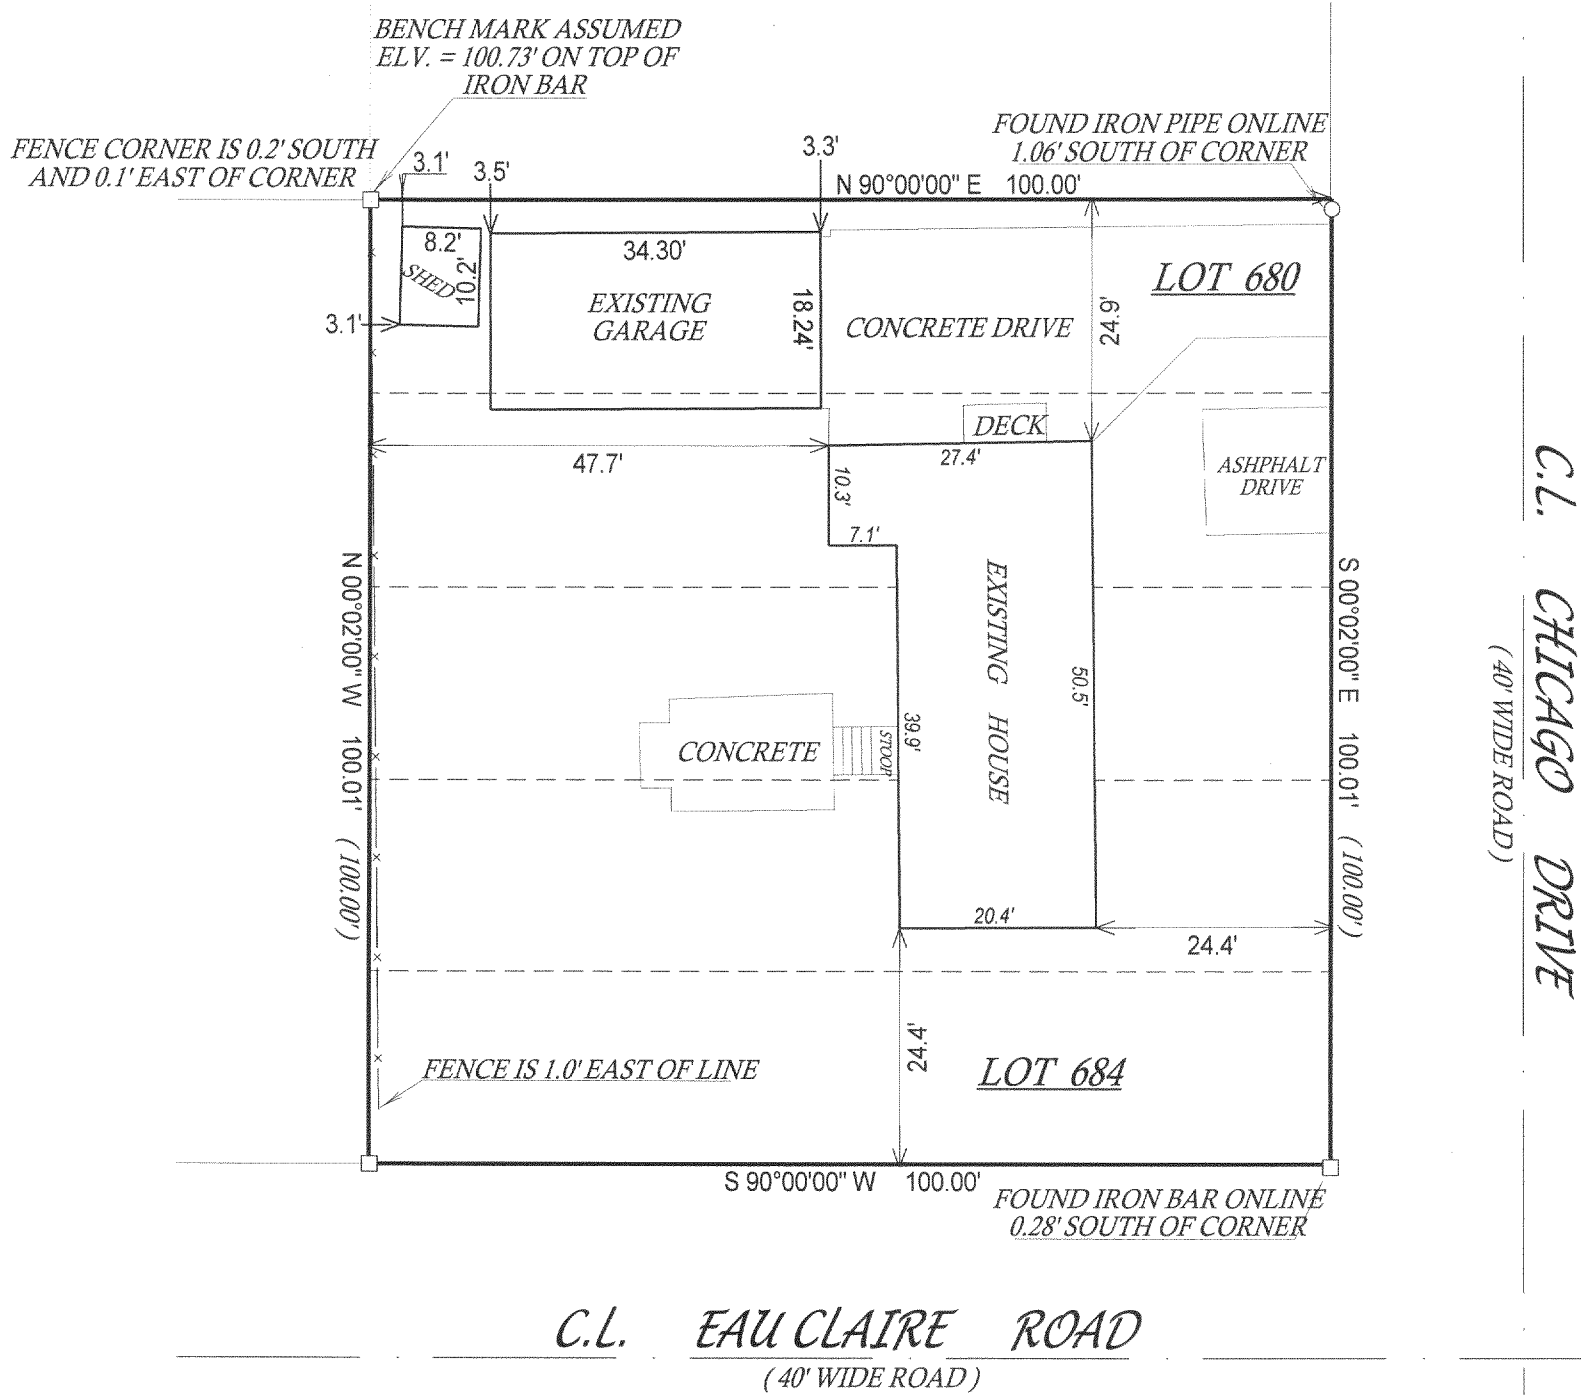 BENCH MARK ASSUMED
ELV. = 100.73' ON TOP OF
IRON BAR
FENCE CORNER IS 0.2' SOUTH
AND 0.1' EAST OF CORNER
3.1'
3.5'
3.3'
FOUND IRON PIPE ONLINE
1.06' SOUTH OF CORNER
N 90°00'00" E 100.00'
8.2'
SHED
10.2'
3.1'
34.30'
EXISTING
GARAGE
18.24'
CONCRETE DRIVE
24.9'
LOT 680
DECK
47.7'
27.4'
10.3'
7.1'
ASHPHALT
DRIVE
N 00°02'00" W 100.01' (100.00')
EXISTING HOUSE
50.5'
39.9'
CONCRETE
STOOP
S 00°02'00" E 100.01' (100.00')
C.L. CHICAGO DRIVE
(40' WIDE ROAD)
20.4'
24.4'
24.4'
FENCE IS 1.0' EAST OF LINE
LOT 684
S 90°00'00" W 100.00'
FOUND IRON BAR ONLINE
0.28' SOUTH OF CORNER
C.L. EAU CLAIRE ROAD
(40' WIDE ROAD)